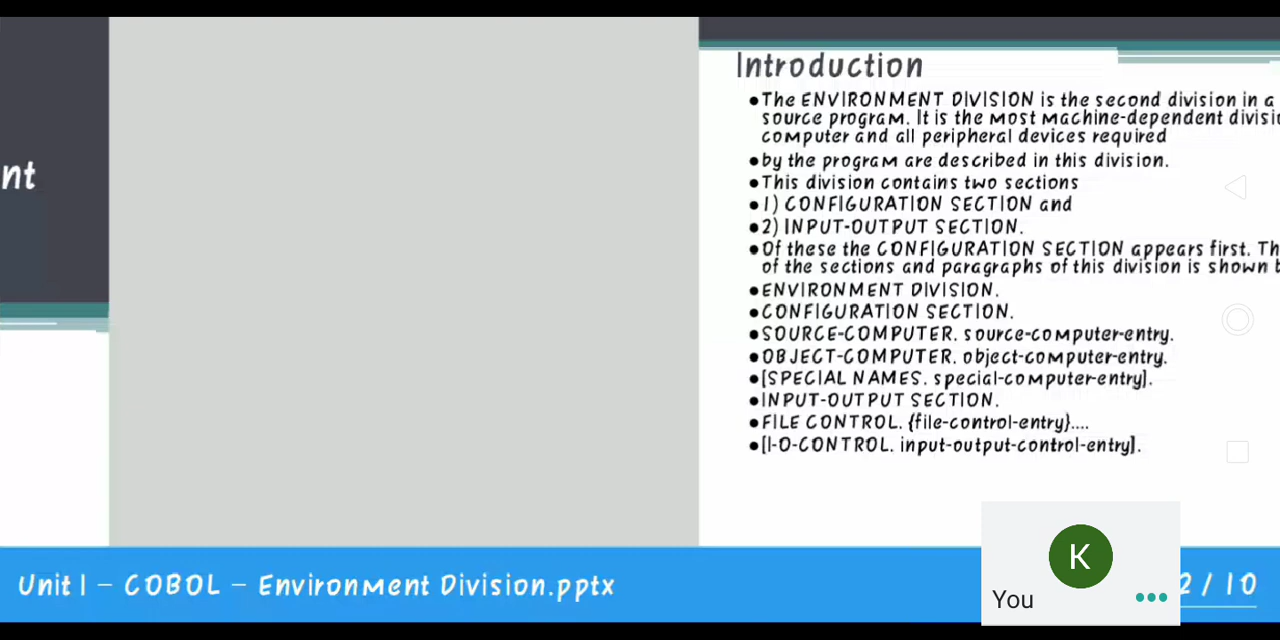 nt
Introduction
•The ENVIRONMENT DIVISION is the second division in a
source program. It is the most machine-dependent
computer and all peripheral devices required
•by the program are described in this division.
•This division contains two sections
•1) CONFIGURATION SECTION and
•2) INPUT-OUTPUT SECTION.
•Of these the CONFIGURATION SECTION appears first.
of the sections and paragraphs of this division is shown
•ENVIRONMENT DIVISION.
•CONFIGURATION SECTION.
•SOURCE-COMPUTER. source-computer-entry.
•OBJECT-COMPUTER. object-computer-entry.
•[SPECIAL NAMES. special-computer-entry].
•INPUT-OUTPUT SECTION.
•FILE CONTROL. {file-control-entry}....
•[I-O-CONTROL. input-output-control-entry].
K
You
Unit I – COBOL – Environment Division.pptx
2 / 10